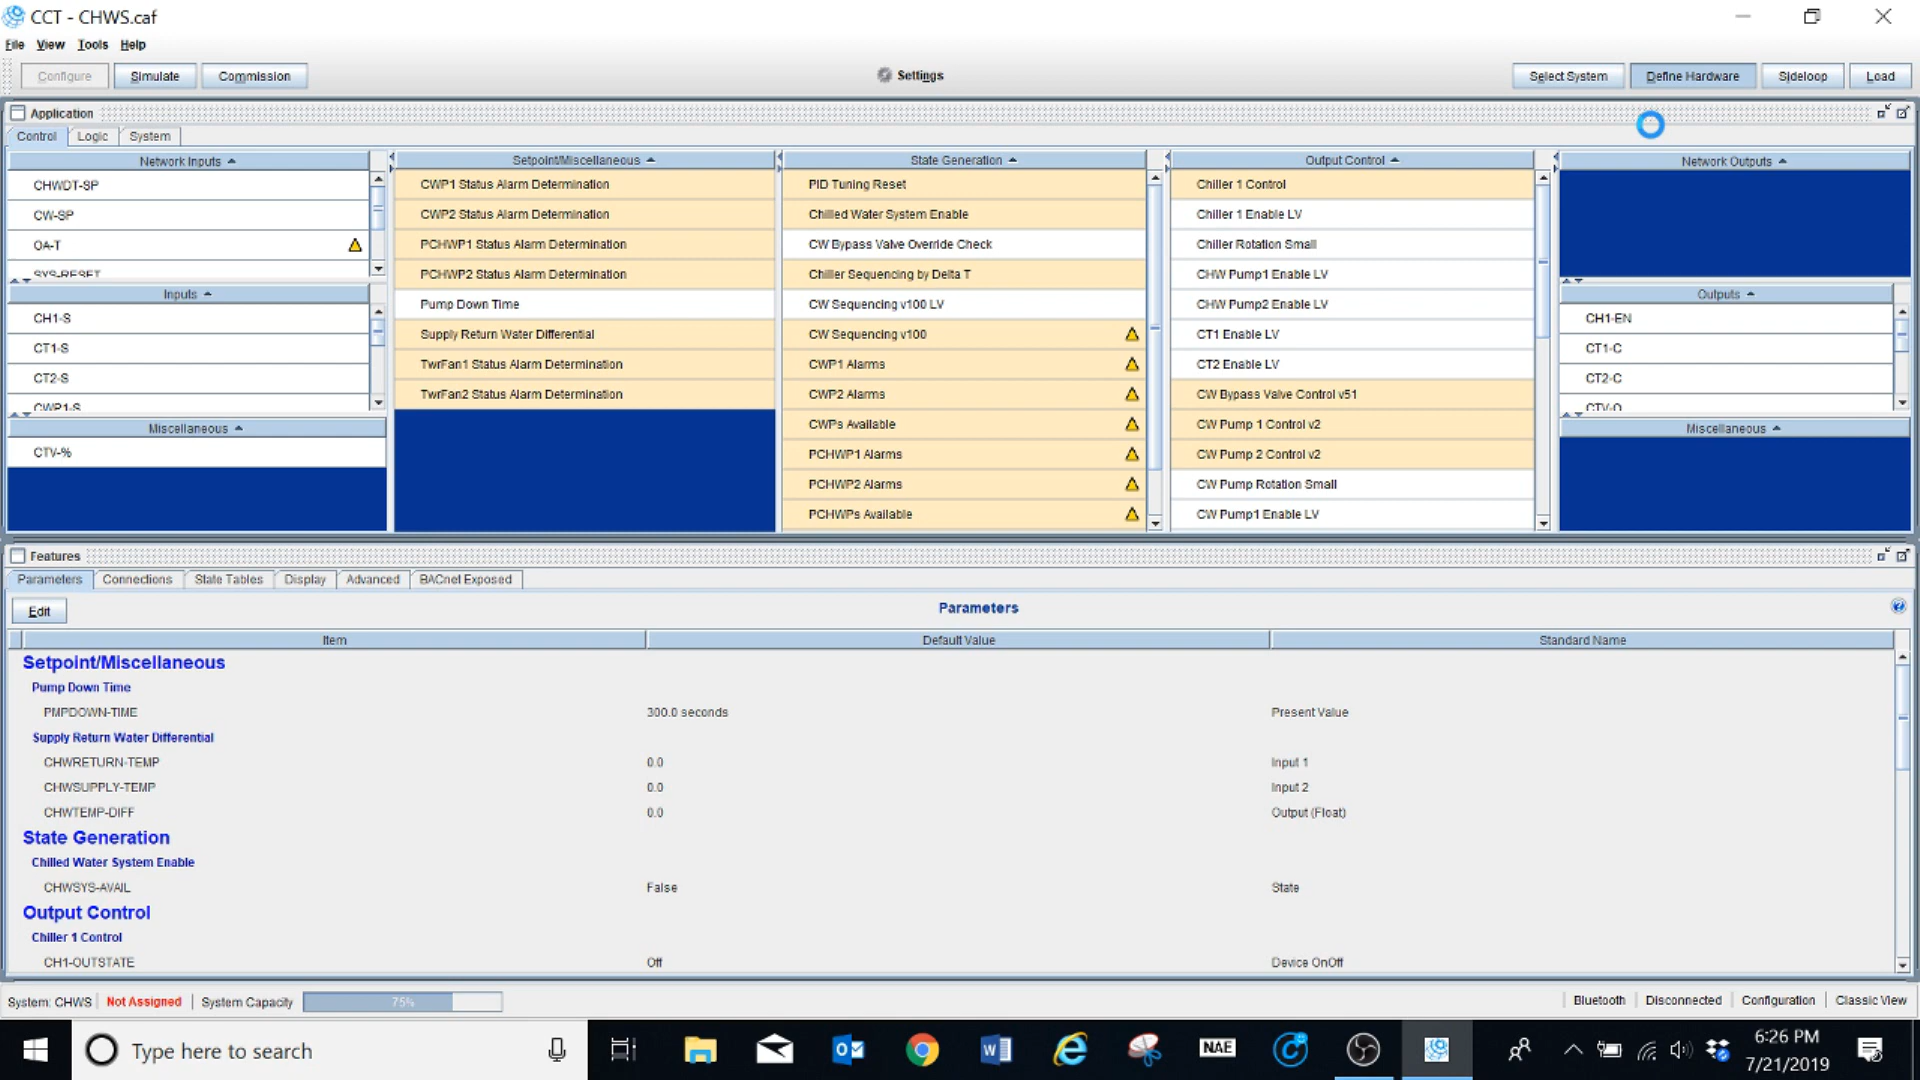 CCT - CHWS.caf
File View Tools Help
Configure Simulate Commission Settings Select System Define Hardware Sideloop Load
Application
Control Logic System
Network Inputs
CHWDT-SP
CW-SP
OA-T
SYS-RESET
Inputs
CH1-S
CT1-S
CT2-S
CWP1-S
Miscellaneous
CTV-%
Setpoint/Miscellaneous
CWP1 Status Alarm Determination
CWP2 Status Alarm Determination
PCHWP1 Status Alarm Determination
PCHWP2 Status Alarm Determination
Pump Down Time
Supply Return Water Differential
TwrFan1 Status Alarm Determination
TwrFan2 Status Alarm Determination
State Generation
PID Tuning Reset
Chilled Water System Enable
CW Bypass Valve Override Check
Chiller Sequencing by Delta T
CW Sequencing v100 LV
CW Sequencing v100
CWP1 Alarms
CWP2 Alarms
CWPs Available
PCHWP1 Alarms
PCHWP2 Alarms
PCHWPs Available
Output Control
Chiller 1 Control
Chiller 1 Enable LV
Chiller Rotation Small
CHW Pump1 Enable LV
CHW Pump2 Enable LV
CT1 Enable LV
CT2 Enable LV
CW Bypass Valve Control v51
CW Pump 1 Control v2
CW Pump 2 Control v2
CW Pump Rotation Small
CW Pump1 Enable LV
Network Outputs
Outputs
CH1-EN
CT1-C
CT2-C
CTV-O
Miscellaneous
Features
Parameters Connections State Tables Display Advanced BACnet Exposed
Edit Parameters
Item Default Value Standard Name
Setpoint/Miscellaneous
Pump Down Time
PMPDOWN-TIME 300.0 seconds Present Value
Supply Return Water Differential
CHWRETURN-TEMP 0.0 Input 1
CHWSUPPLY-TEMP 0.0 Input 2
CHWTEMP-DIFF 0.0 Output (Float)
State Generation
Chilled Water System Enable
CHWSYS-AVAIL False State
Output Control
Chiller 1 Control
CH1-OUTSTATE Off Device OnOff
System: CHWS Not Assigned System Capacity 75% Bluetooth Disconnected Configuration Classic View
Type here to search NAE 6:26 PM
7/21/2019